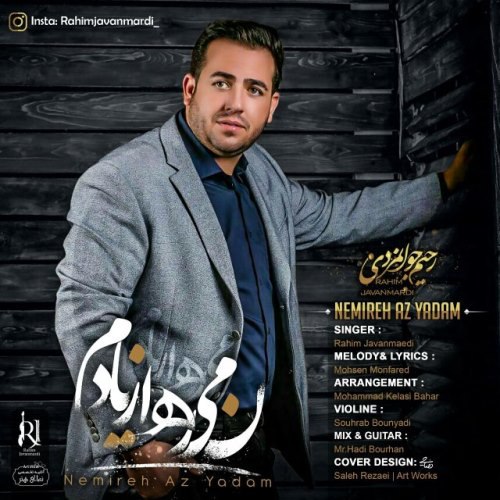 Insta: Rahimjavanmardi_
رحیم جوانمردی
RAHIM
JAVANMARDI
NEMIREH AZ YADAM
SINGER :
Rahim Javanmaedi
MELODY& LYRICS :
Mohsen Monfared
ARRANGEMENT :
Mohammad Kelasi Bahar
VIOLINE :
Souhrab Bounyadi
MIX & GUITAR :
Mr.Hadi Bourhan
COVER DESIGN:
Saleh Rezaei | Art Works
نمیره از یادم
Nemireh Az Yadam